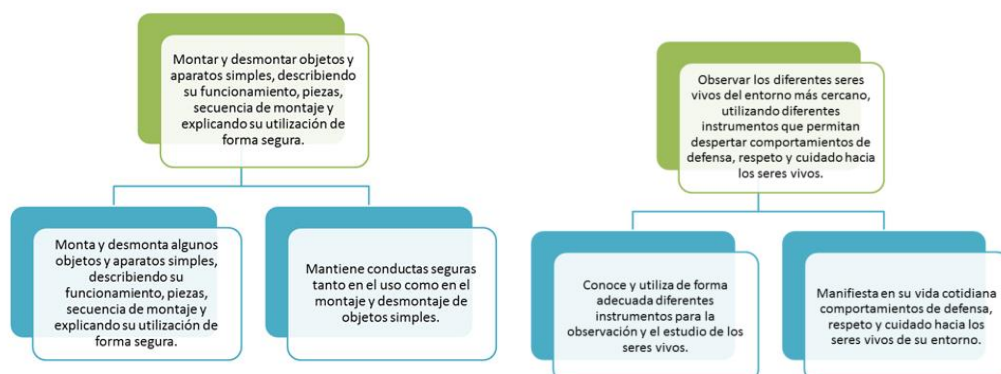 Montar y desmontar objetos y
aparatos simples, describiendo
su funcionamiento, piezas,
secuencia de montaje y
explicando su utilización de
forma segura.
Monta y desmonta algunos
objetos y aparatos simples,
describiendo su
funcionamiento, piezas,
secuencia de montaje y
explicando su utilización de
forma segura.
Mantiene conductas seguras
tanto en el uso como en el
montaje y desmontaje de
objetos simples.
Observar los diferentes seres
vivos del entorno más cercano,
utilizando diferentes
instrumentos que permitan
despertar comportamientos de
defensa, respeto y cuidado hacia
los seres vivos.
Conoce y utiliza de forma
adecuada diferentes
instrumentos para la
observación y el estudio de los
seres vivos.
Manifiesta en su vida cotidiana
comportamientos de defensa,
respeto y cuidado hacia los
seres vivos de su entorno.